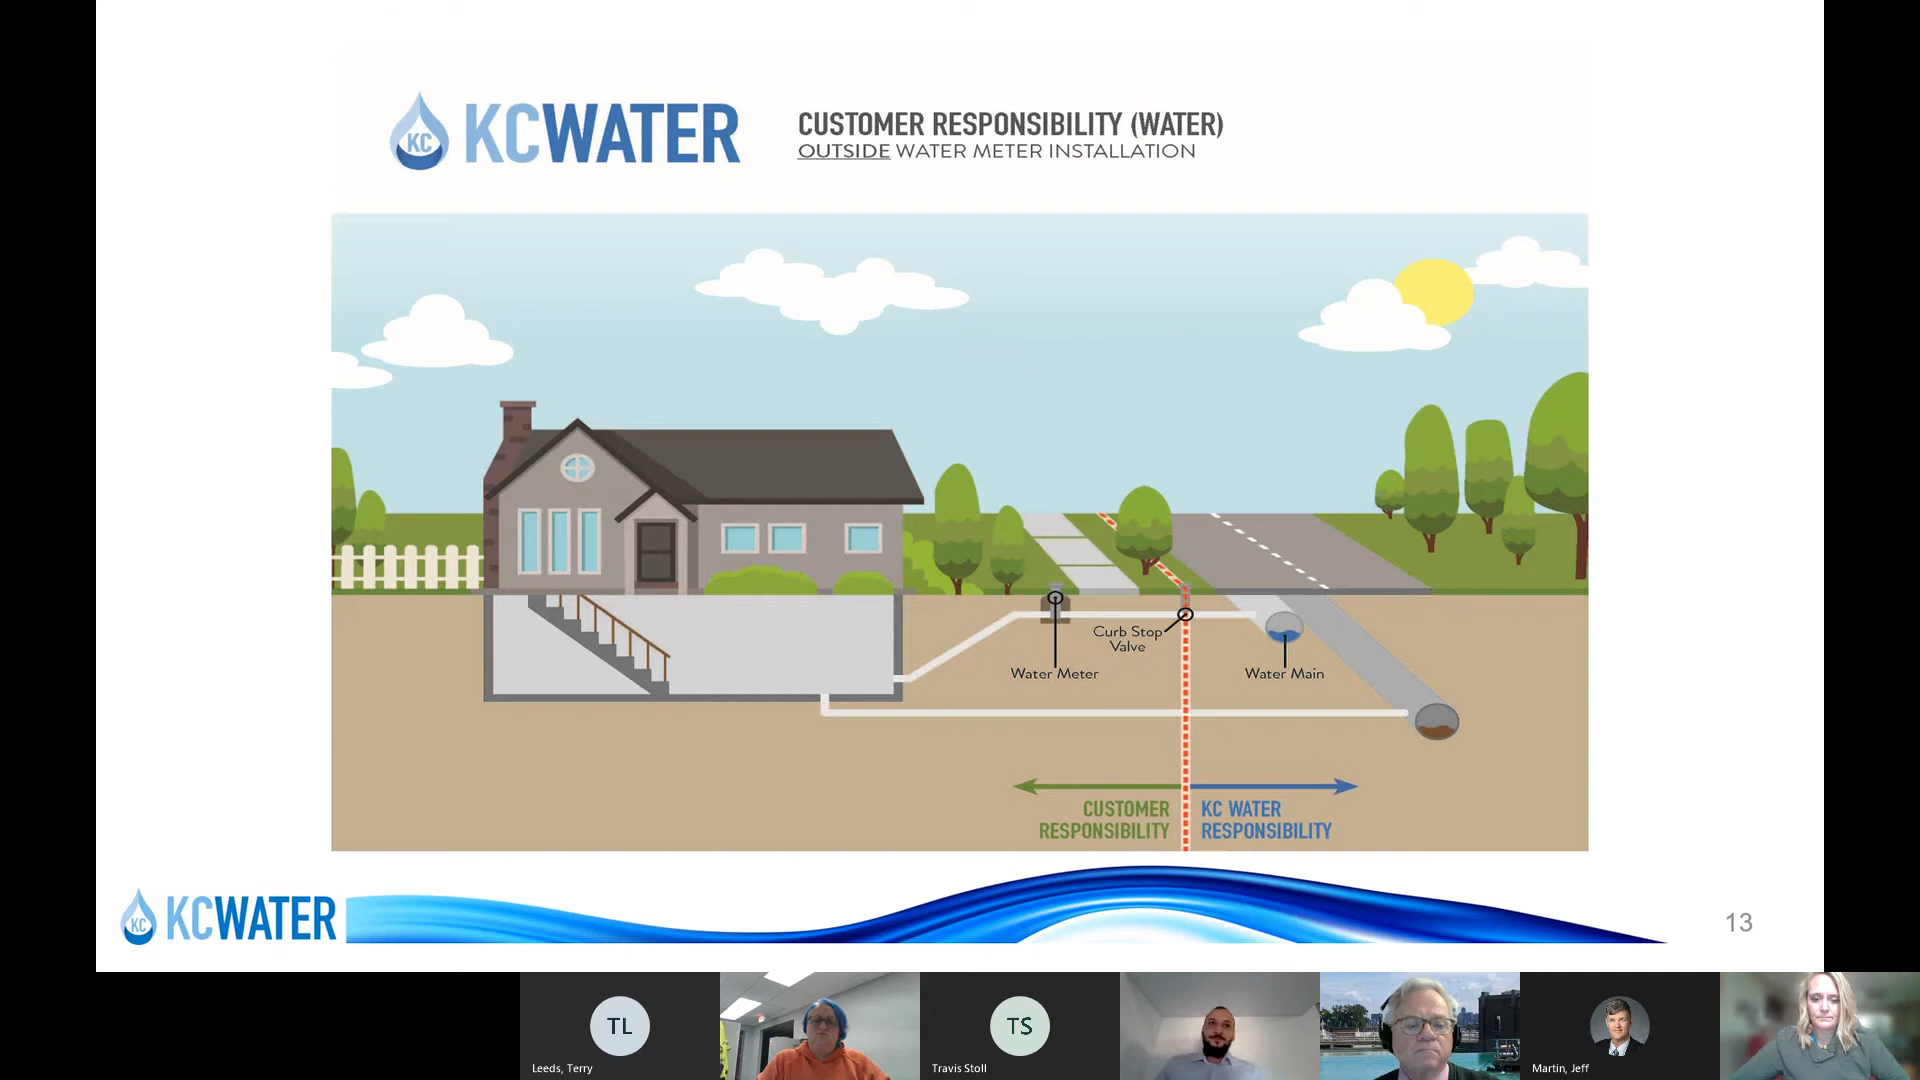 KC
KCWATER
CUSTOMER RESPONSIBILITY (WATER)
OUTSIDE WATER METER INSTALLATION
Curb Stop
Valve
Water Meter
Water Main
CUSTOMER
RESPONSIBILITY
KC WATER
RESPONSIBILITY
KC
KCWATER
13
TL
Leeds, Terry
TS
Travis Stoll
Martin, Jeff